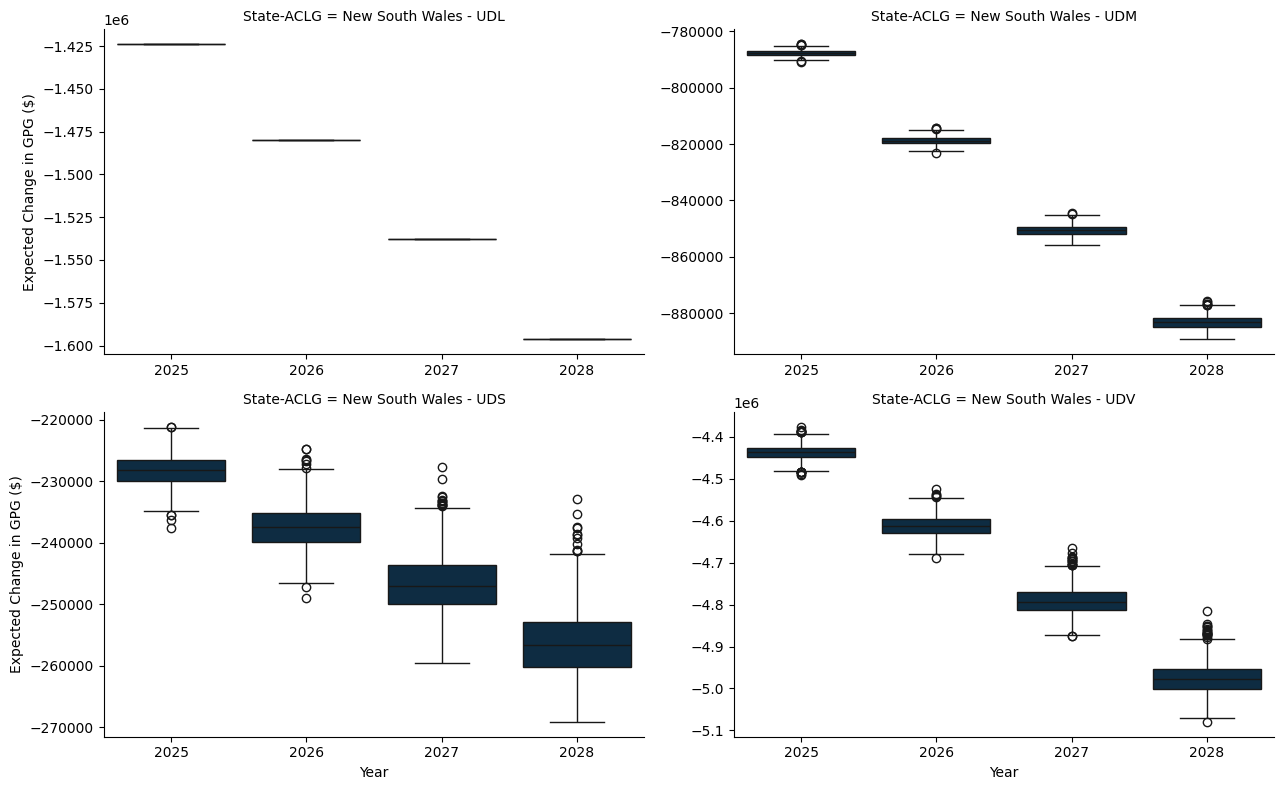 State-ACLG = New South Wales - UDL
1e6
−1.425
−1.450
−1.475
−1.500
−1.525
−1.550
−1.575
−1.600
Expected Change in GPG ($)
2025 2026 2027 2028
State-ACLG = New South Wales - UDM
−780000
−800000
−820000
−840000
−860000
−880000
2025 2026 2027 2028
State-ACLG = New South Wales - UDS
−220000
−230000
−240000
−250000
−260000
−270000
Expected Change in GPG ($)
2025 2026 2027 2028
Year
State-ACLG = New South Wales - UDV
1e6
−4.4
−4.5
−4.6
−4.7
−4.8
−4.9
−5.0
−5.1
2025 2026 2027 2028
Year